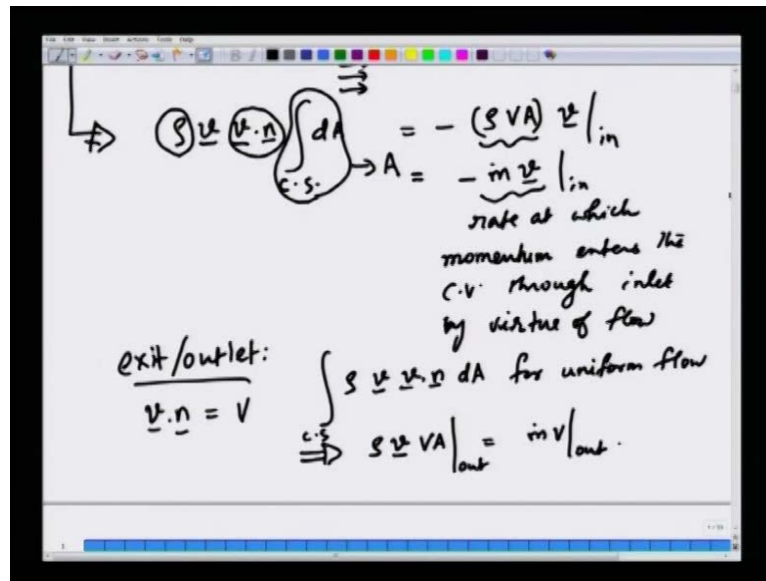 ρ v v.n ∫ dA = - (ρVA) v|in
c.s. → A = - ṁ v|in
rate at which
momentum enters the
C.V. through inlet
by virtue of flow
exit/outlet:
v.n = V
∫ ρ v v.n dA for uniform flow
c.s
⇒ ρ v VA|out = ṁ v|out.